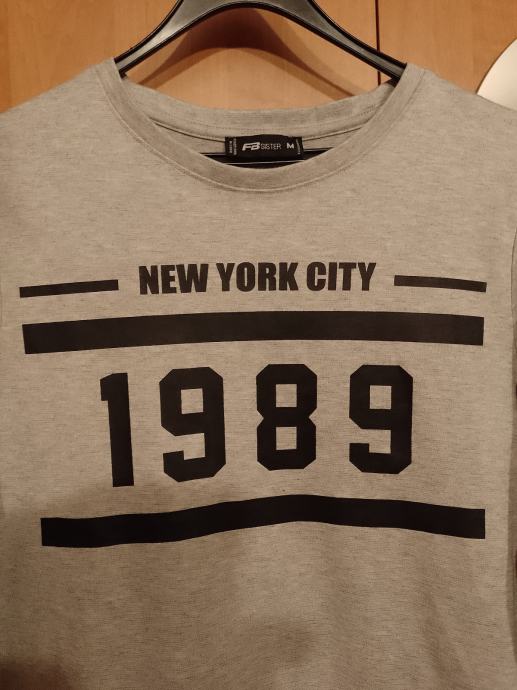 FB SISTER M
NEW YORK CITY
1989